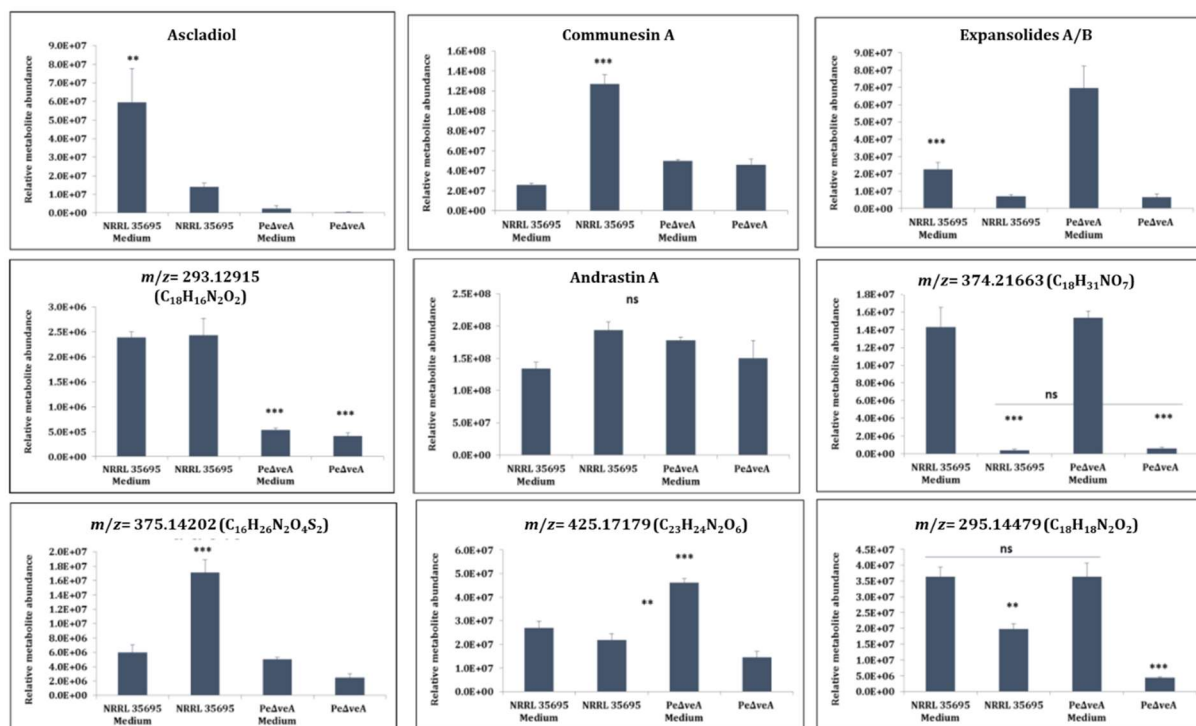 Ascladiol
Relative metabolite abundance
9.0E+07
8.0E+07
7.0E+07
6.0E+07
5.0E+07
4.0E+07
3.0E+07
2.0E+07
1.0E+07
0.0E+00
**
NRRL 35695
Medium
NRRL 35695
PeΔveA
Medium
PeΔveA
Communesin A
Relative metabolite abundance
1.6E+08
1.4E+08
1.2E+08
1.0E+08
8.0E+07
6.0E+07
4.0E+07
2.0E+07
0.0E+00
***
NRRL 35695
Medium
NRRL 35695
PeΔveA
Medium
PeΔveA
Expansolides A/B
Relative metabolite abundance
9.0E+07
8.0E+07
7.0E+07
6.0E+07
5.0E+07
4.0E+07
3.0E+07
2.0E+07
1.0E+07
0.0E+00
***
NRRL 35695
Medium
NRRL 35695
PeΔveA
Medium
PeΔveA
m/z= 293.12915
(C18H16N2O2)
Relative metabolite abundance
3.0E+06
2.5E+06
2.0E+06
1.5E+06
1.0E+06
5.0E+05
0.0E+00
*** ***
NRRL 35695
Medium
NRRL 35695
PeΔveA
Medium
PeΔveA
Andrastin A
Relative metabolite abundance
2.5E+08
2.0E+08
1.5E+08
1.0E+08
5.0E+07
0.0E+00
ns
NRRL 35695
Medium
NRRL 35695
PeΔveA
Medium
PeΔveA
m/z= 374.21663 (C18H31NO7)
Relative metabolite abundance
1.8E+07
1.6E+07
1.4E+07
1.2E+07
1.0E+07
8.0E+06
6.0E+06
4.0E+06
2.0E+06
0.0E+00
ns
*** ***
NRRL 35695
Medium
NRRL 35695
PeΔveA
Medium
PeΔveA
m/z= 375.14202 (C16H26N2O4S2)
Relative metabolite abundance
2.0E+07
1.8E+07
1.6E+07
1.4E+07
1.2E+07
1.0E+07
8.0E+06
6.0E+06
4.0E+06
2.0E+06
0.0E+00
***
NRRL 35695
Medium
NRRL 35695
PeΔveA
Medium
PeΔveA
m/z= 425.17179 (C23H24N2O6)
Relative metabolite abundance
6.0E+07
5.0E+07
4.0E+07
3.0E+07
2.0E+07
1.0E+07
0.0E+00
***
**
NRRL 35695
Medium
NRRL 35695
PeΔveA
Medium
PeΔveA
m/z= 295.14479 (C18H18N2O2)
Relative metabolite abundance
4.5E+07
4.0E+07
3.5E+07
3.0E+07
2.5E+07
2.0E+07
1.5E+07
1.0E+07
5.0E+06
0.0E+00
ns
**
***
NRRL 35695
Medium
NRRL 35695
PeΔveA
Medium
PeΔveA